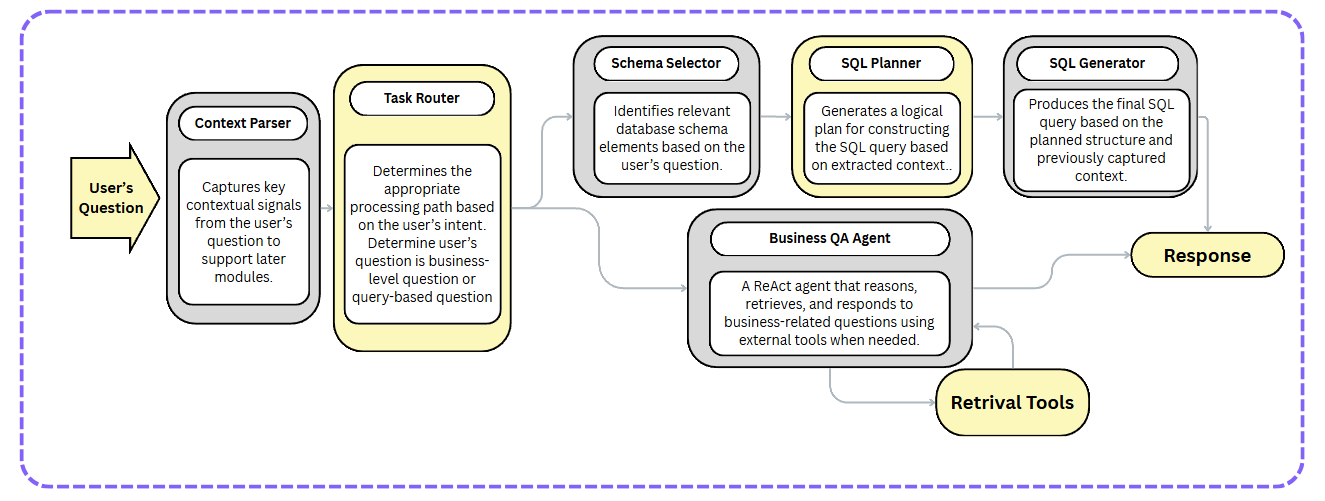 User's
Question
Context Parser
Captures key
contextual signals
from the user's
question to
support later
modules.
Task Router
Determines the
appropriate
processing path based
on the user's intent.
Determine user's
question is business-
level question or
query-based question
Schema Selector
Identifies relevant
database schema
elements based on the
user's question.
SQL Planner
Generates a logical
plan for constructing
the SQL query based
on extracted context..
SQL Generator
Produces the final SQL
query based on the
planned structure and
previously captured
context.
Business QA Agent
A ReAct agent that reasons,
retrieves, and responds to
business-related questions using
external tools when needed.
Response
Retrival Tools